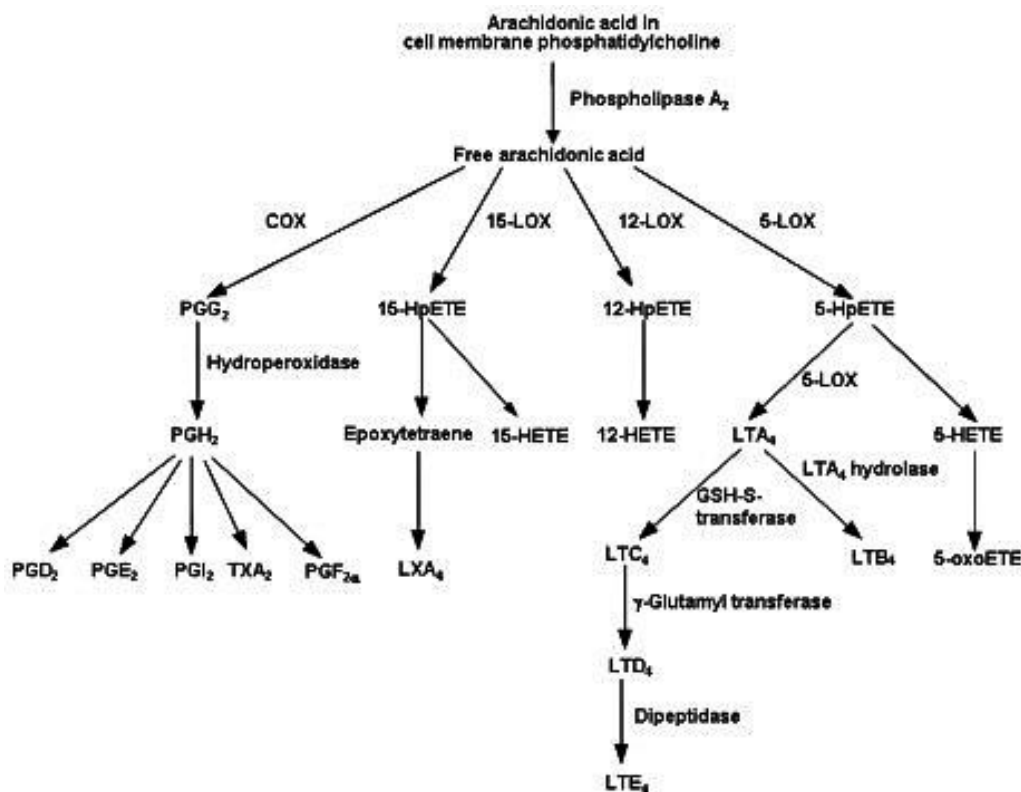 Arachidonic acid in
cell membrane phosphatidylcholine
Phospholipase A₂
Free arachidonic acid
COX 15-LOX 12-LOX 5-LOX
PGG₂ 15-HpETE 12-HpETE 5-HpETE
Hydroperoxidase
5-LOX
PGH₂ Epoxytetraene 15-HETE 12-HETE LTA₄ 5-HETE
LTA₄ hydrolase
GSH-S-
transferase
PGD₂ PGE₂ PGI₂ TXA₂ PGF₂α LXA₄ LTC₄ LTB₄ 5-oxoETE
γ-Glutamyl transferase
LTD₄
Dipeptidase
LTE₄